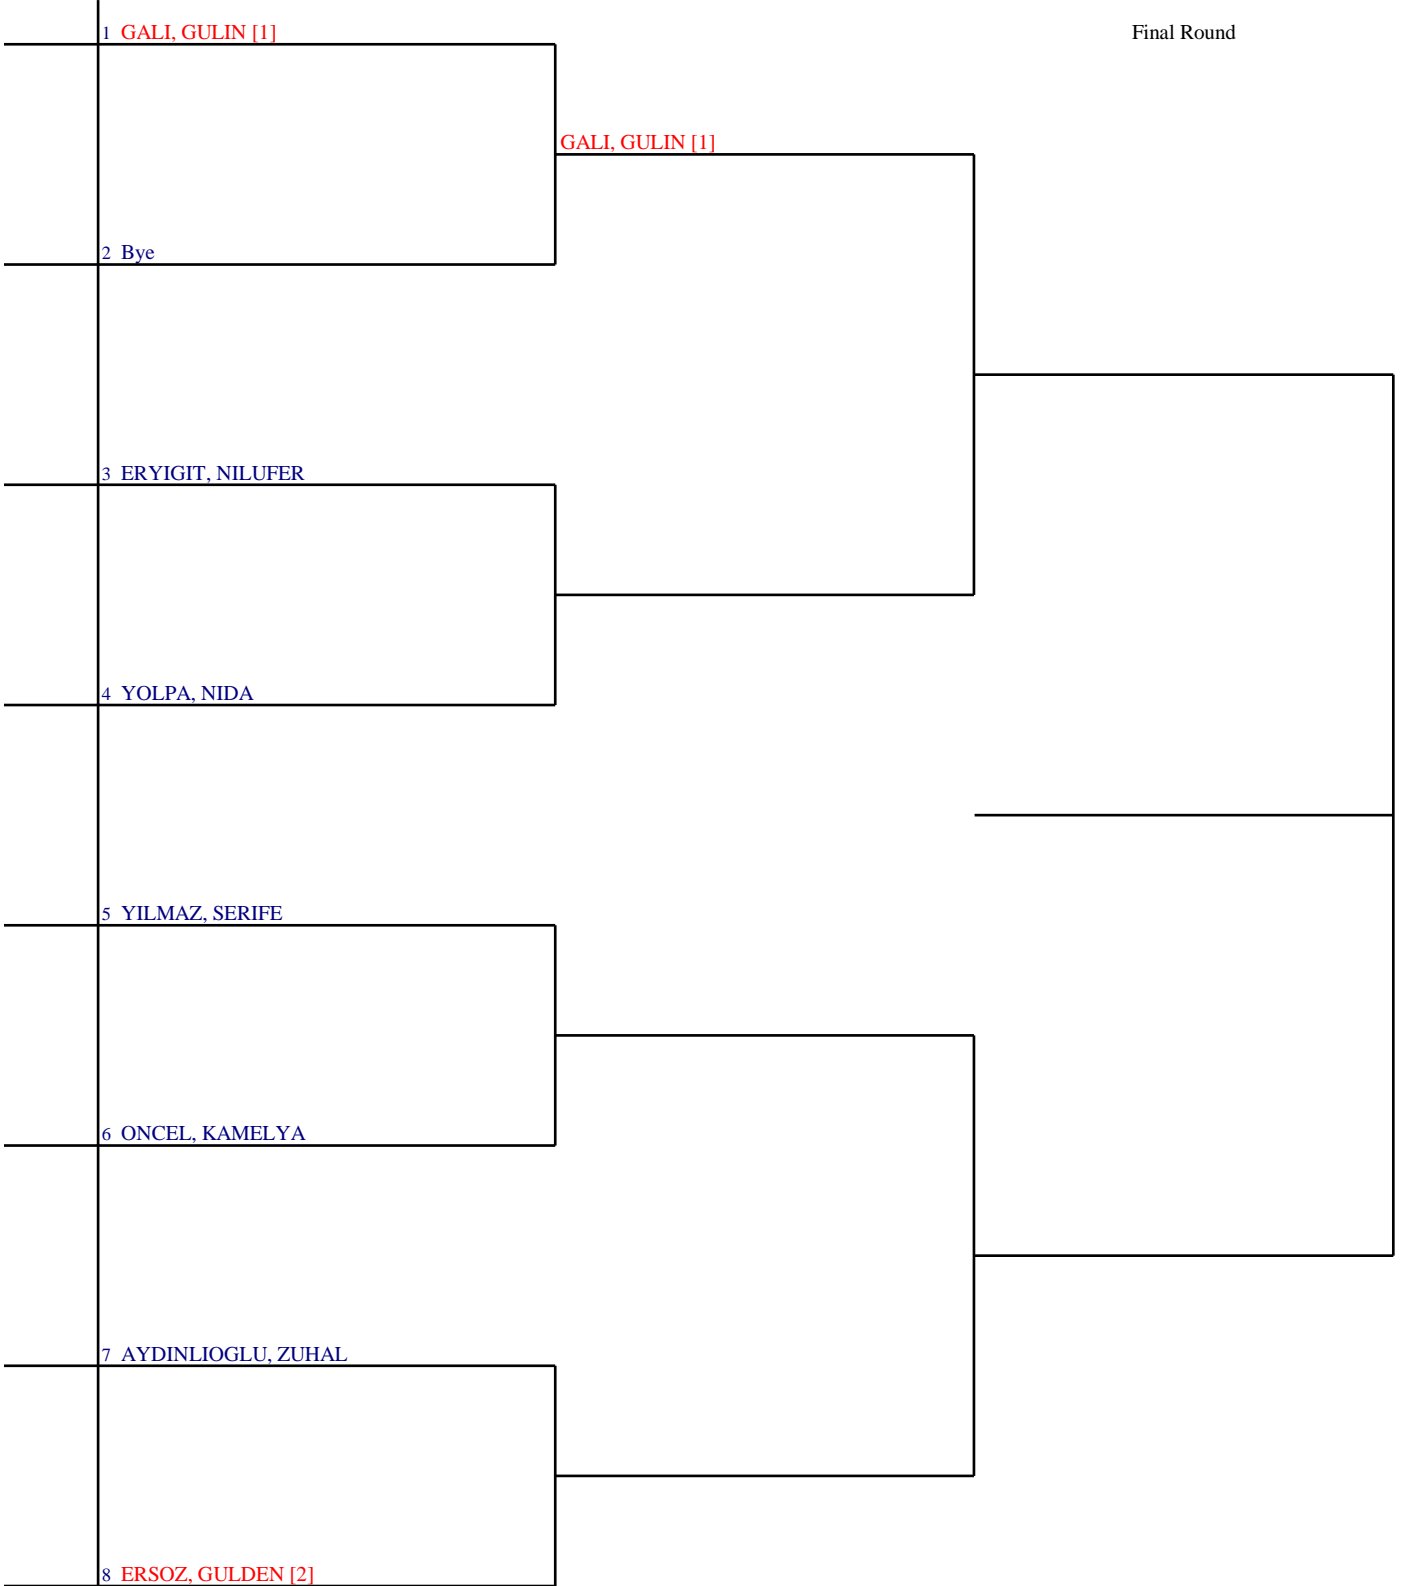 1 GALI, GULIN [1]
Final Round
GALI, GULIN [1]
2 Bye
3 ERYIGIT, NILUFER
4 YOLPA, NIDA
5 YILMAZ, SERIFE
6 ONCEL, KAMELYA
7 AYDINLIOGLU, ZUHAL
8 ERSOZ, GULDEN [2]